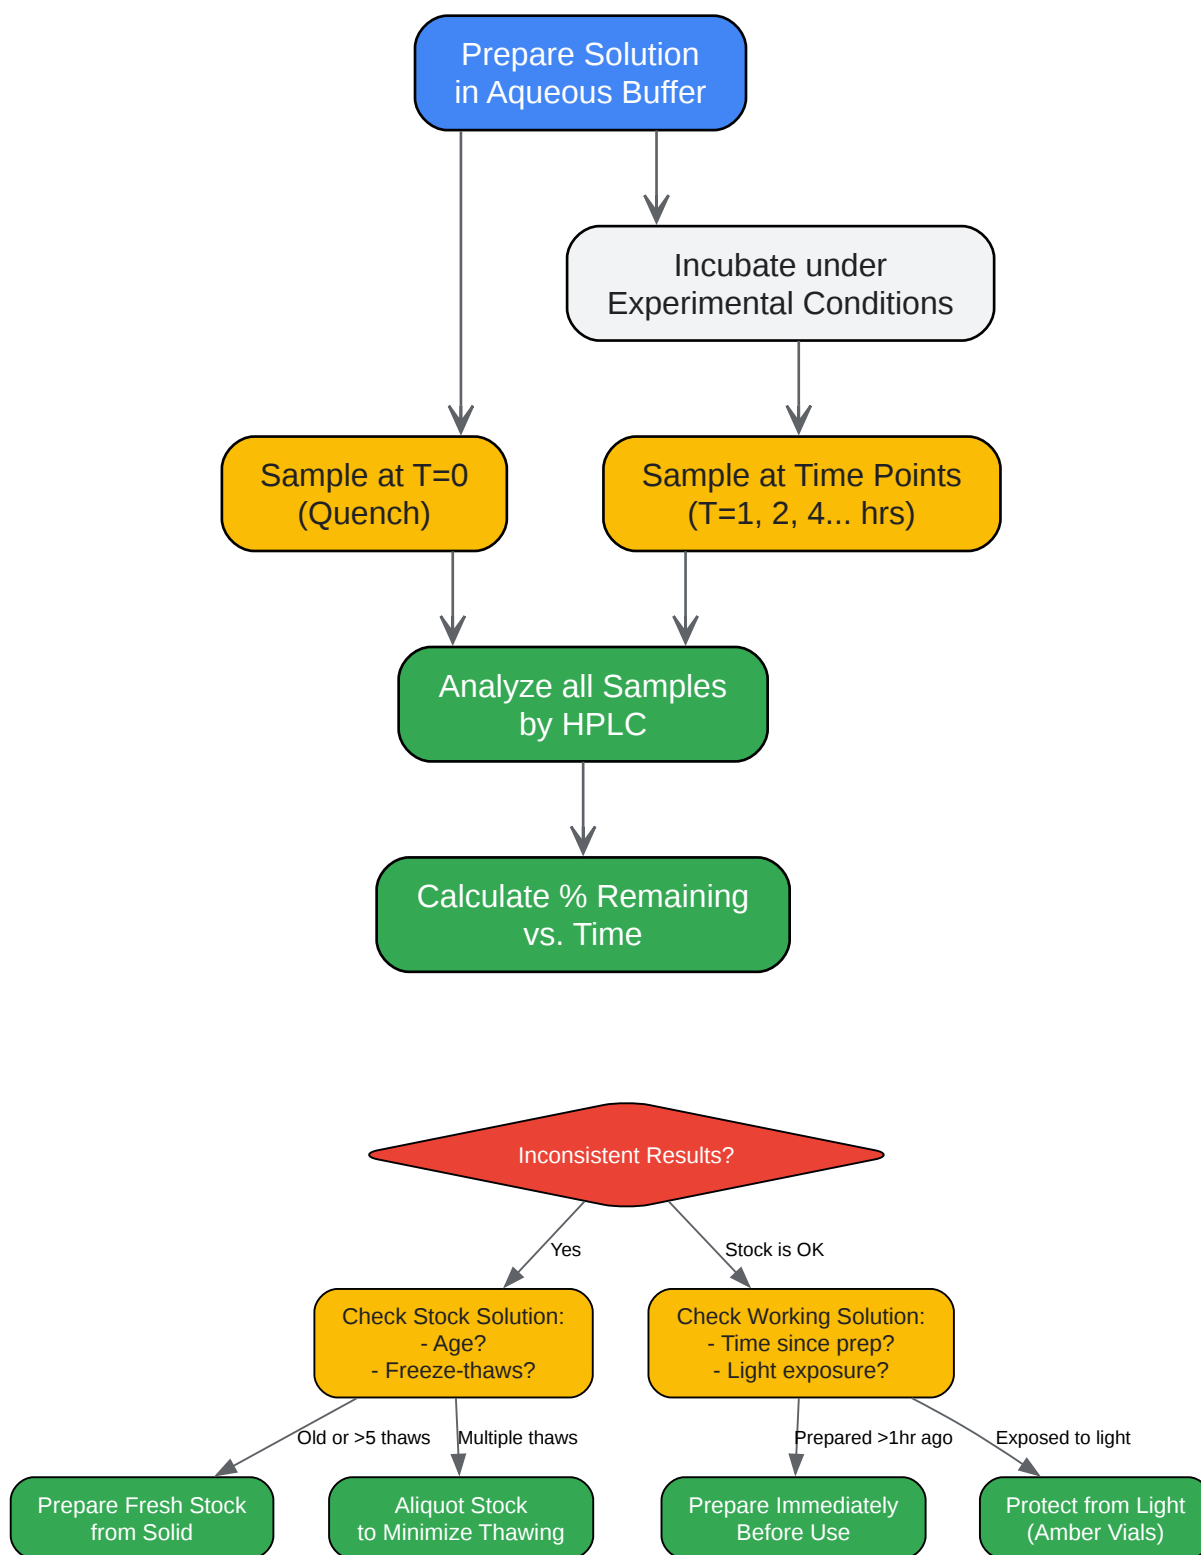 Prepare Solution
in Aqueous Buffer
Incubate under
Experimental Conditions
Sample at T=0
(Quench)
Sample at Time Points
(T=1, 2, 4... hrs)
Analyze all Samples
by HPLC
Calculate % Remaining
vs. Time
Inconsistent Results?
Yes
Stock is OK
Check Stock Solution:
- Age?
- Freeze-thaws?
Check Working Solution:
- Time since prep?
- Light exposure?
Old or >5 thaws
Multiple thaws
Prepared >1hr ago
Exposed to light
Prepare Fresh Stock
from Solid
Aliquot Stock
to Minimize Thawing
Prepare Immediately
Before Use
Protect from Light
(Amber Vials)